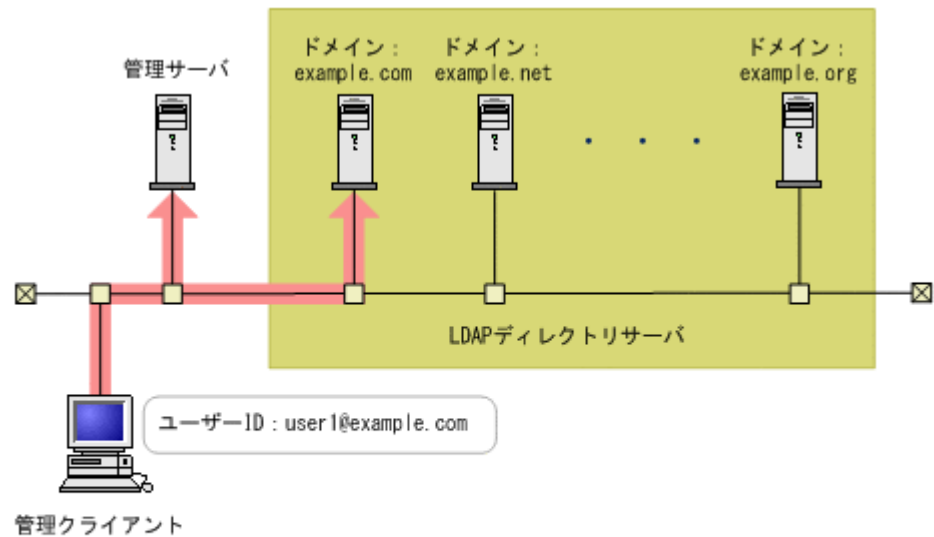 管理サーバ
ドメイン：
example.com
ドメイン：
example.net
ドメイン：
example.org
・ ・ ・
LDAPディレクトリサーバ
ユーザーID：user1@example.com
管理クライアント